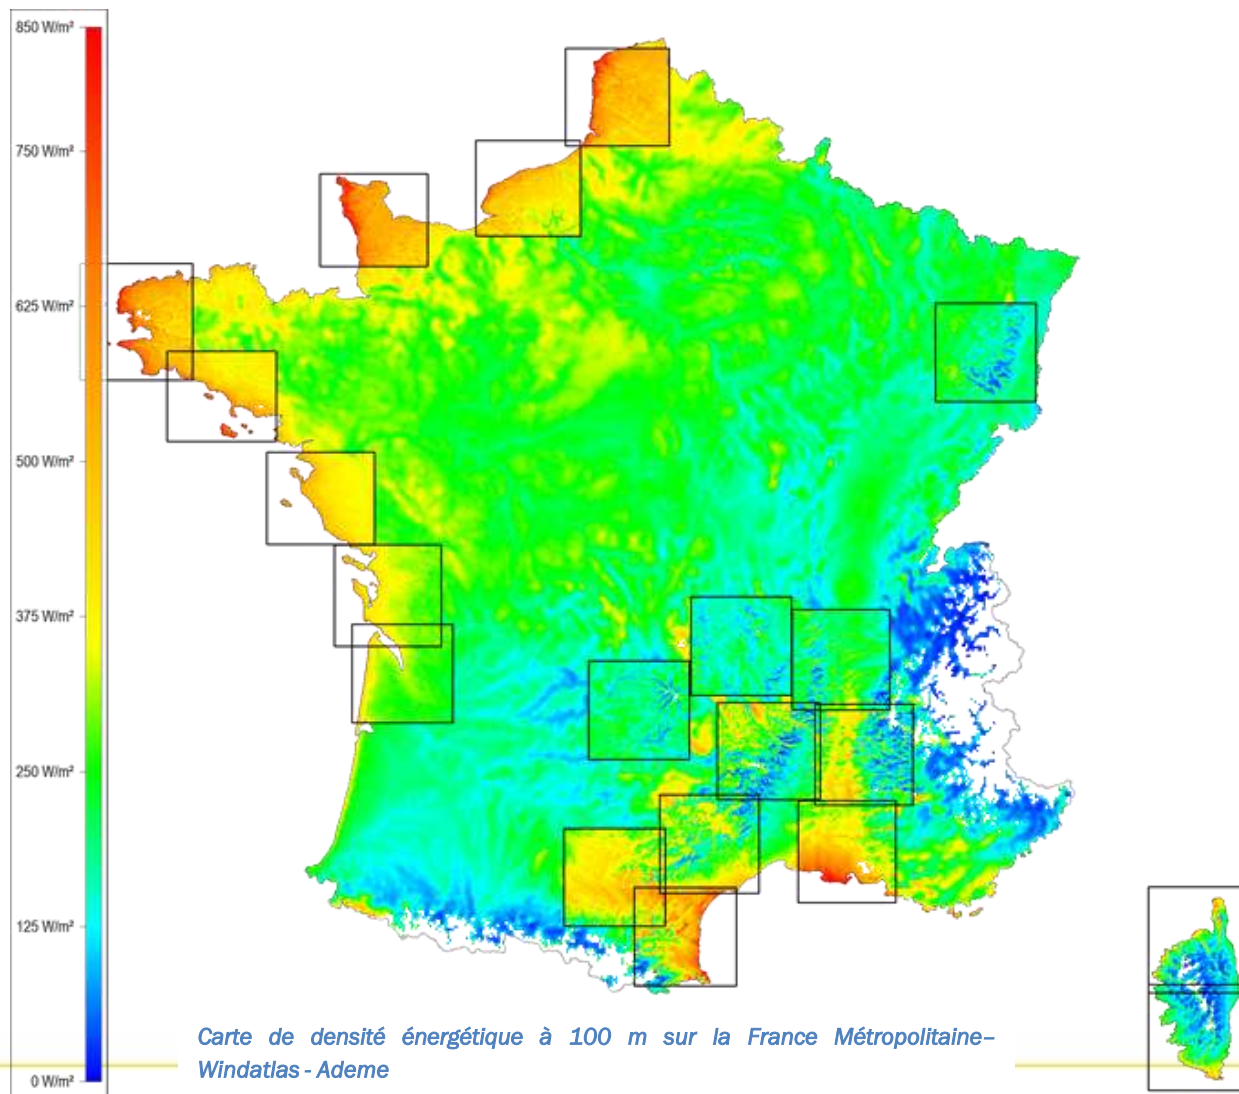 850 W/m²
750 W/m²
625 W/m²
500 W/m²
375 W/m²
250 W/m²
125 W/m²
0 W/m²
Carte de densité énergétique à 100 m sur la France Métropolitaine–
Windatlas - Ademe